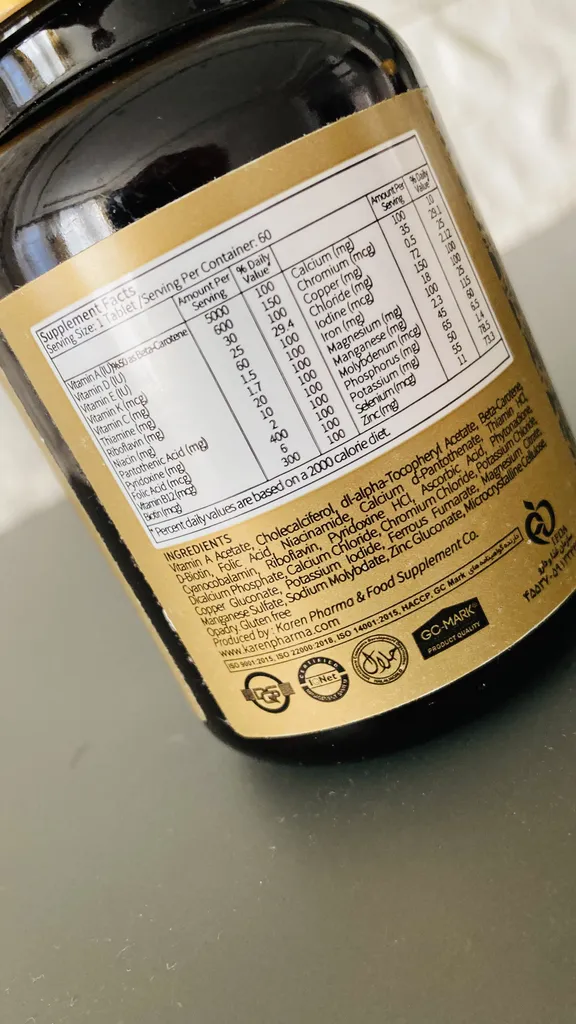 Supplement Facts
Serving Size: 1 Tablet / Serving Per Container: 60
Amount Per Serving % Daily Value*
Vitamin A (IU) %50 as Beta-Carotene 5000 100
Vitamin D (IU) 600 150
Vitamin E (IU) 30 100
Vitamin K (mcg) 25 29.4
Vitamin C (mg) 60 100
Thiamine (mg) 1.5 100
Riboflavin (mg) 1.7 100
Niacin (mg) 20 100
Pantothenic Acid (mg) 10 100
Pyridoxine (mg) 2 100
Folic Acid (mcg) 400 100
Vitamin B12 (mcg) 6 100
Biotin (mcg) 300 100
Amount Per Serving % Daily Value*
Calcium (mg) 100 10
Chromium (mcg) 35 29.1
Copper (mg) 0.5 25
Chloride (mg) 72 2.12
Iodine (mcg) 150 100
Iron (mg) 18 100
Magnesium (mg) 100 25
Manganese (mg) 2.3 115
Molybdenum (mcg) 45 60
Phosphorus (mg) 65 6.5
Potassium (mg) 50 1.4
Selenium (mcg) 55 78.5
Zinc (mg) 11 73.3
* Percent daily values are based on a 2000 calorie diet.
INGREDIENTS
Vitamin A Acetate, Cholecalciferol, dl-alpha-Tocopheryl Acetate, Beta-Carotene,
D-Biotin, Folic Acid, Niacinamide, Calcium d-Pantothenate, Thiamin HCl,
Cyanocobalamin, Riboflavin, Pyridoxine HCl, Ascorbic Acid, Phytonadione,
Dicalcium Phosphate, Calcium Chloride, Chromium Chloride, Potassium Chloride,
Copper Gluconate, Potassium Iodide, Ferrous Fumarate, Magnesium Citrate,
Manganese Sulfate, Sodium Molybdate, Zinc Gluconate, Microcrystalline Cellulose,
Opadry, Gluten free
Produced by : Karen Pharma & Food Supplement Co.
www.karenpharma.com
ISO 9001:2015, ISO 22000:2018, ISO 14001:2015, HACCP, GC Mark
CERTIFIED
IQNet
حلال
GC-MARK
PRODUCT QUALITY